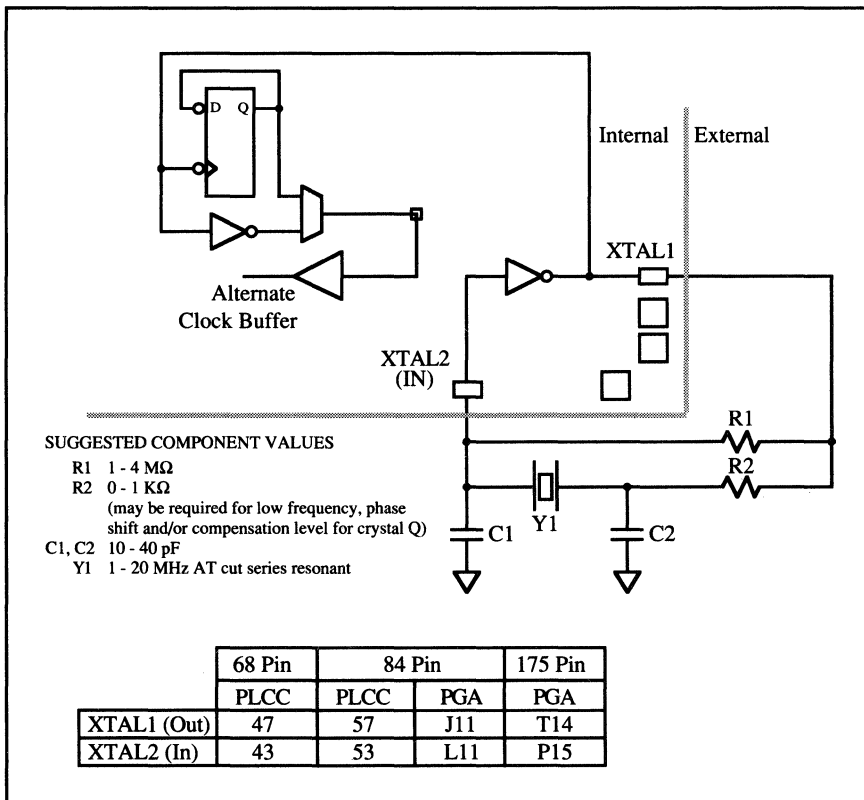 D Q
Internal External
XTAL1
Alternate
Clock Buffer
XTAL2
(IN)
R1
R2
C1
Y1
C2
SUGGESTED COMPONENT VALUES
R1 1 - 4 MΩ
R2 0 - 1 KΩ
(may be required for low frequency, phase
shift and/or compensation level for crystal Q)
C1, C2 10 - 40 pF
Y1 1 - 20 MHz AT cut series resonant
68 Pin 84 Pin 175 Pin
PLCC PLCC PGA PGA
XTAL1 (Out) 47 57 J11 T14
XTAL2 (In) 43 53 L11 P15